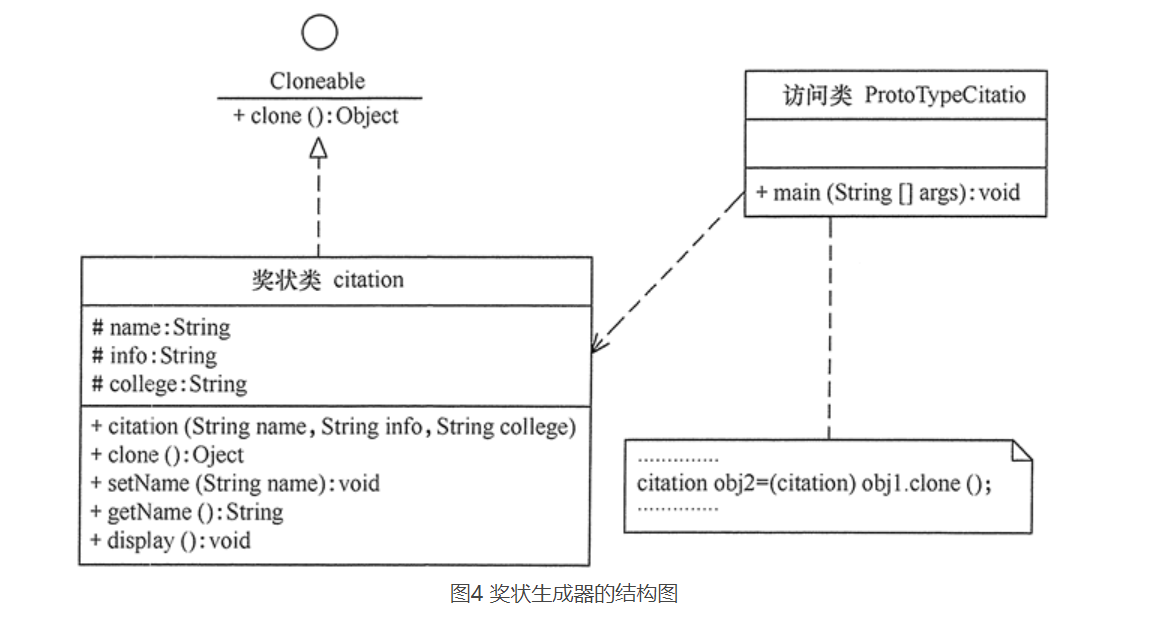 Cloneable
+ clone ():Object
访问类 ProtoTypeCitatio
+ main (String [] args):void
奖状类 citation
# name:String
# info:String
# college:String
+ citation (String name, String info, String college)
+ clone ():Oject
+ setName (String name):void
+ getName ():String
+ display ():void
..............
citation obj2=(citation) obj1.clone ();
..............
图4 奖状生成器的结构图